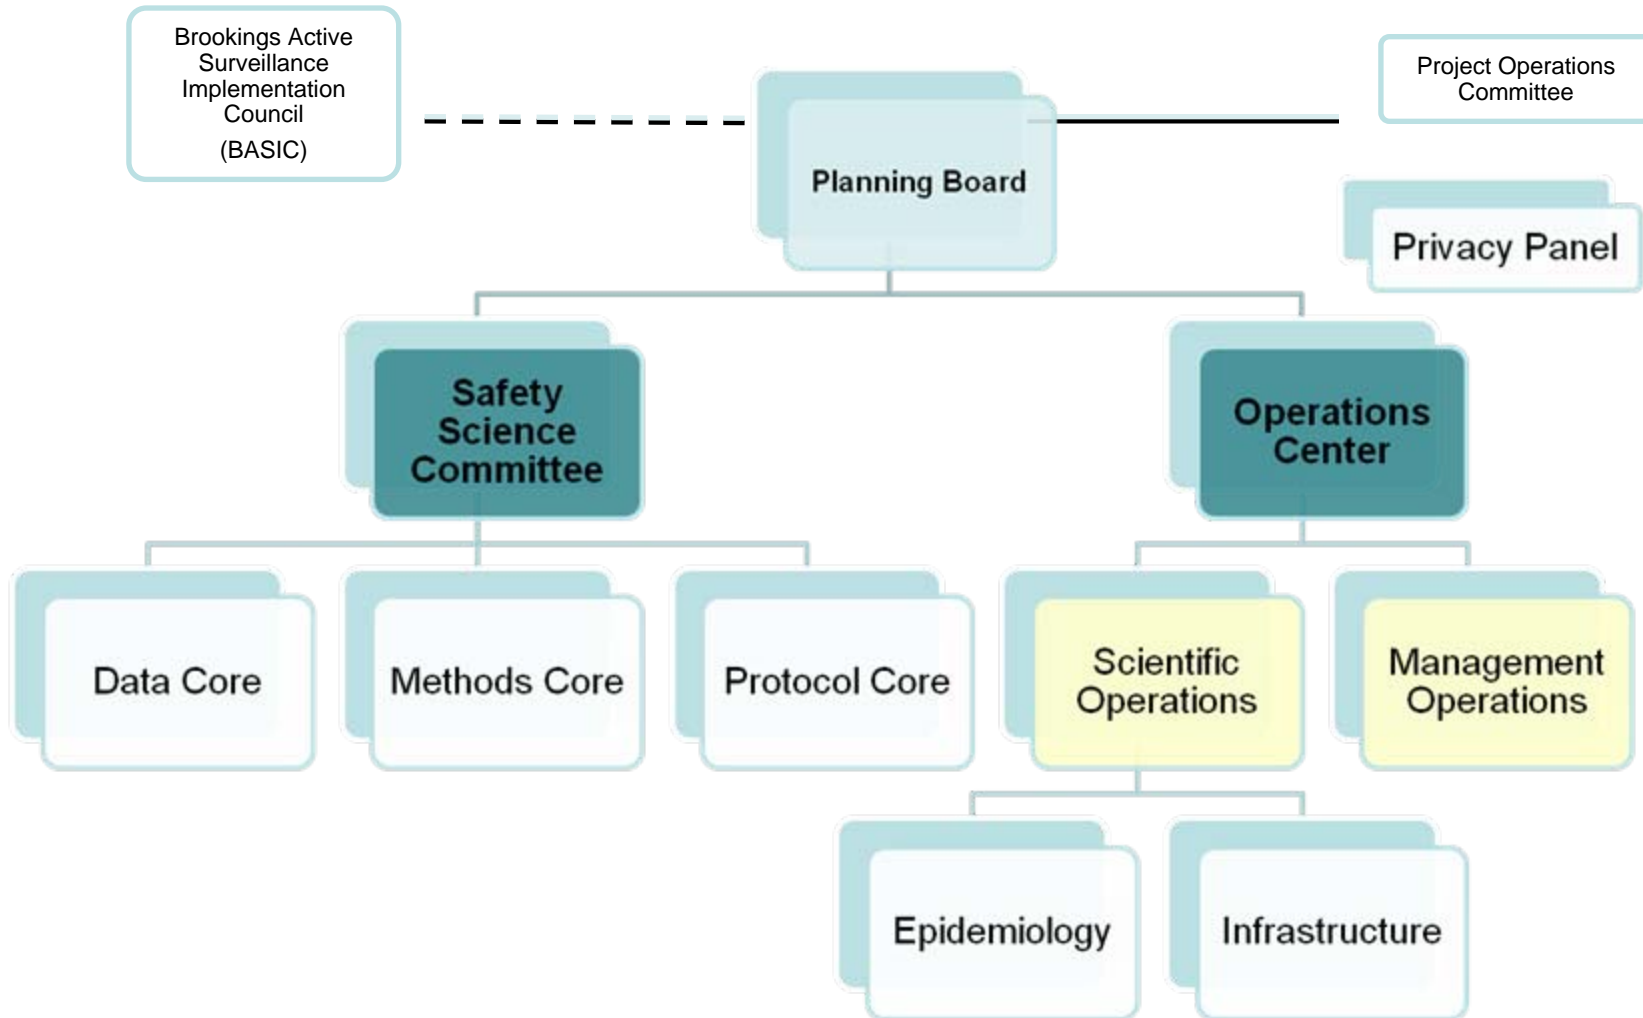 Brookings Active
Surveillance
Implementation
Council
(BASIC)
Project Operations
Committee
Planning Board
Privacy Panel
Safety
Science
Committee
Operations
Center
Data Core
Methods Core
Protocol Core
Scientific
Operations
Management
Operations
Epidemiology
Infrastructure